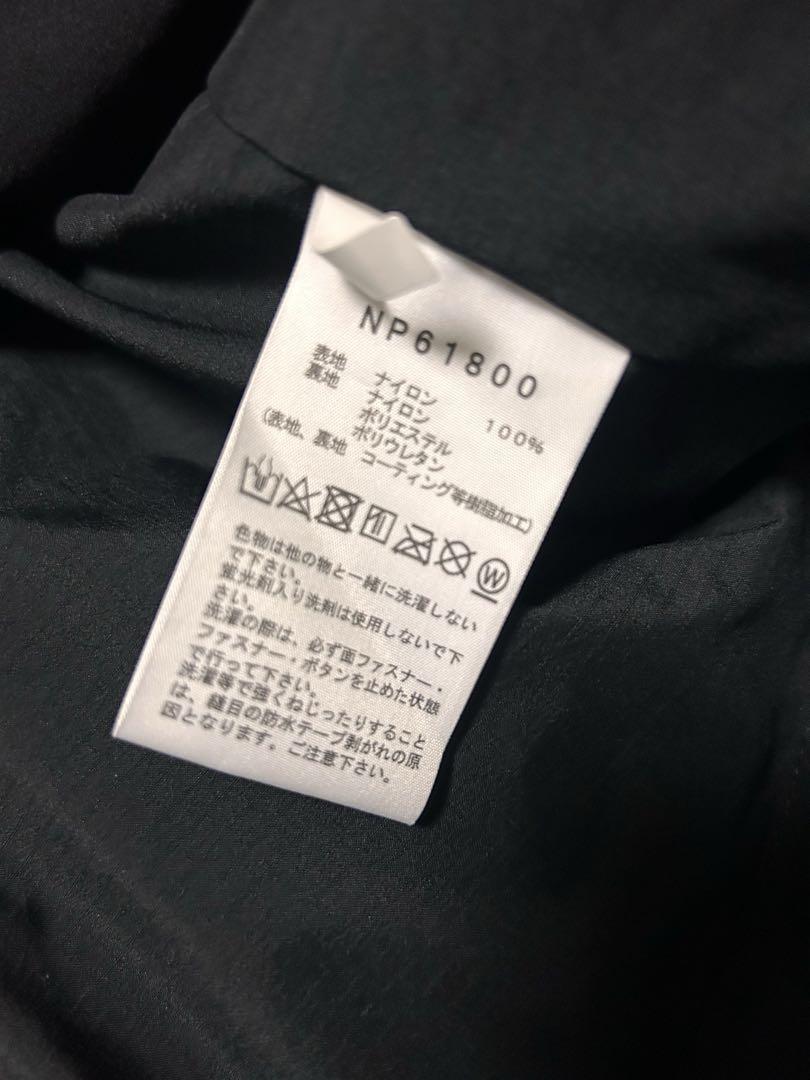 NP61800
表地 ナイロン 100%
裏地 ナイロン
ポリエステル
ポリウレタン
(表地、裏地 コーティング等樹脂加工)
W
色物は他の物と一緒に洗濯しない
で下さい。
蛍光剤入り洗剤は使用しないで下
さい。
洗濯の際は、必ず面ファスナー・
ファスナー・ボタンを止めた状態
で行って下さい。
洗濯等で強くねじったりすること
は、縫目の防水テープ剥がれの原
因となります。ご注意下さい。